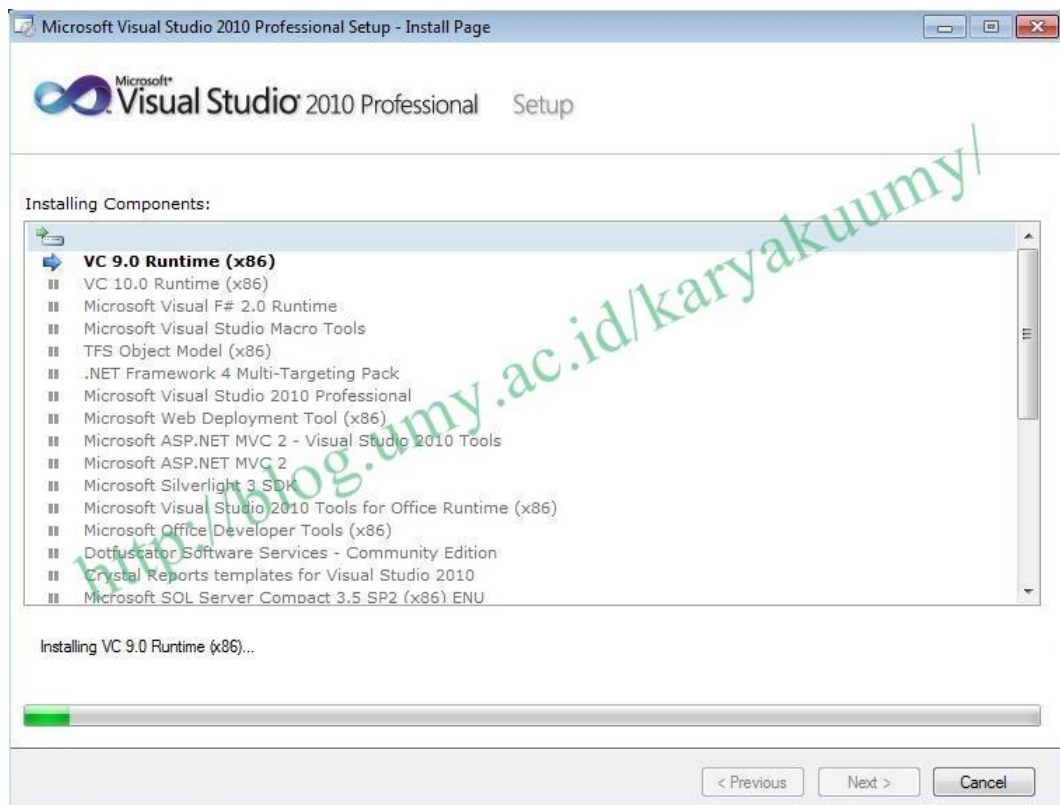 Microsoft Visual Studio 2010 Professional Setup - Install Page
Microsoft®
Visual Studio® 2010 Professional Setup
Installing Components:
VC 9.0 Runtime (x86)
VC 10.0 Runtime (x86)
Microsoft Visual F# 2.0 Runtime
Microsoft Visual Studio Macro Tools
TFS Object Model (x86)
.NET Framework 4 Multi-Targeting Pack
Microsoft Visual Studio 2010 Professional
Microsoft Web Deployment Tool (x86)
Microsoft ASP.NET MVC 2 - Visual Studio 2010 Tools
Microsoft ASP.NET MVC 2
Microsoft Silverlight 3 SDK
Microsoft Visual Studio 2010 Tools for Office Runtime (x86)
Microsoft Office Developer Tools (x86)
Dotfuscator Software Services - Community Edition
Crystal Reports templates for Visual Studio 2010
Microsoft SQL Server Compact 3.5 SP2 (x86) ENU
http://blog.umy.ac.id/karyakuumy/
Installing VC 9.0 Runtime (x86)...
< Previous
Next >
Cancel